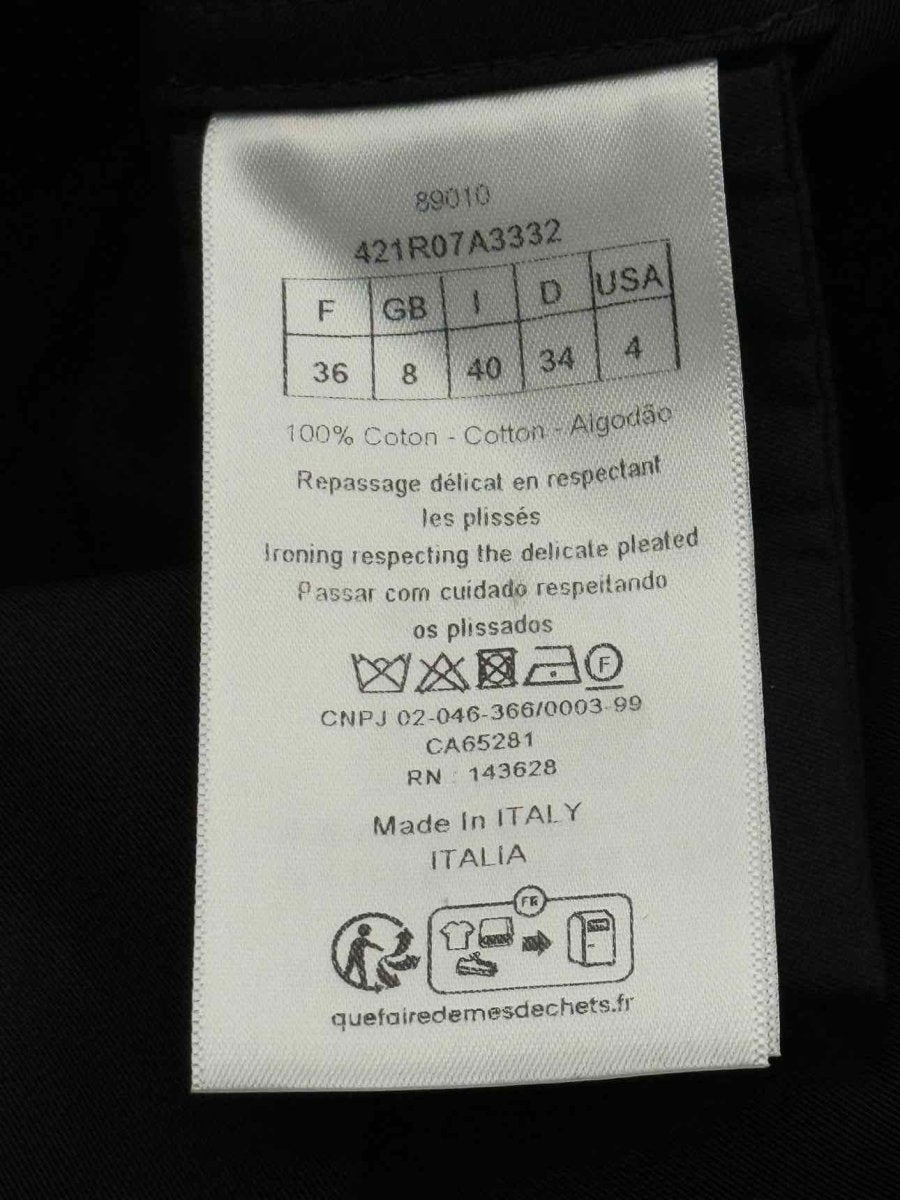 89010
421R07A3332
F GB I D USA
36 8 40 34 4
100% Coton - Cotton - Algodão
Repassage délicat en respectant
les plissés
Ironing respecting the delicate pleated
Passar com cuidado respeitando
os plissados
F
CNPJ 02-046-366/0003-99
CA65281
RN : 143628
Made In ITALY
ITALIA
FR
quefairedemesdechets.fr